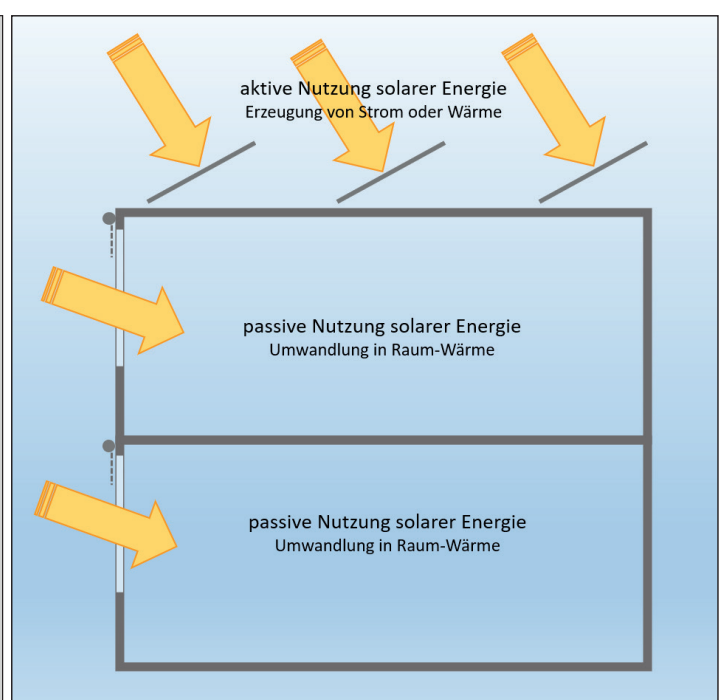 aktive Nutzung solarer Energie
Erzeugung von Strom oder Wärme
passive Nutzung solarer Energie
Umwandlung in Raum-Wärme
passive Nutzung solarer Energie
Umwandlung in Raum-Wärme